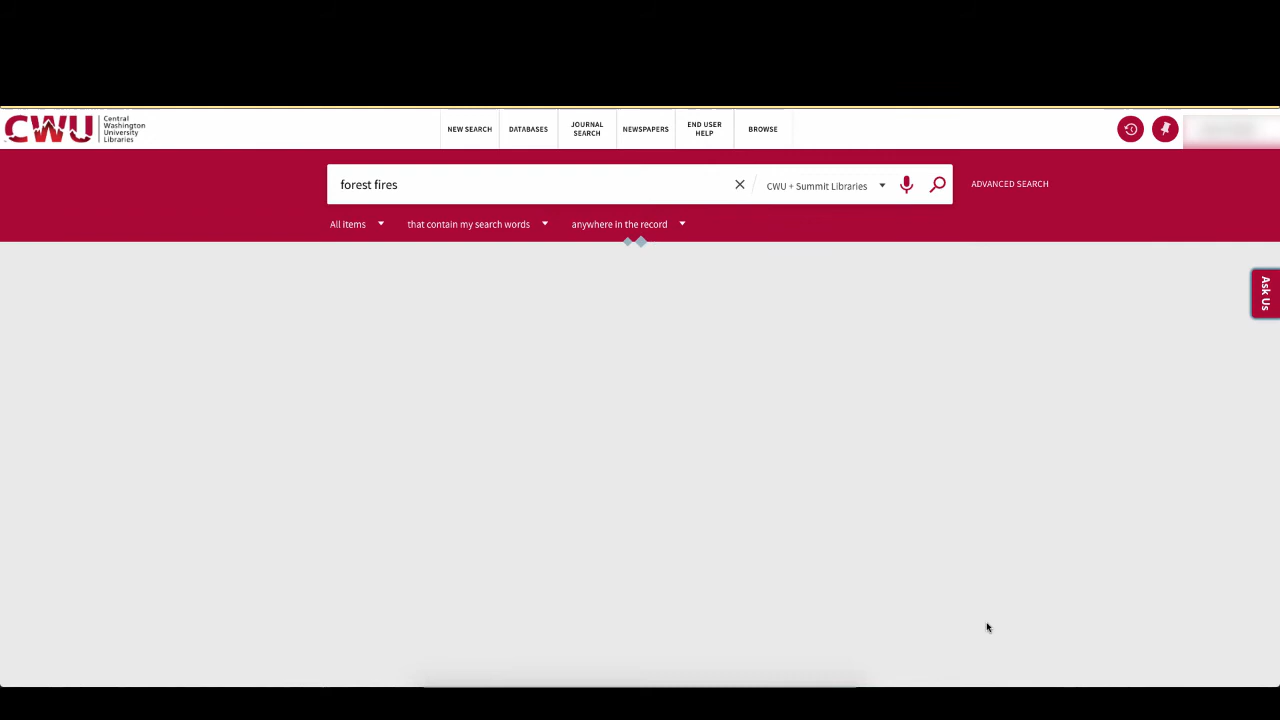 CWU
Central
Washington
University
Libraries
NEW SEARCH
DATABASES
JOURNAL
SEARCH
NEWSPAPERS
END USER
HELP
BROWSE
forest fires
CWU + Summit Libraries
ADVANCED SEARCH
All items
that contain my search words
anywhere in the record
Ask Us